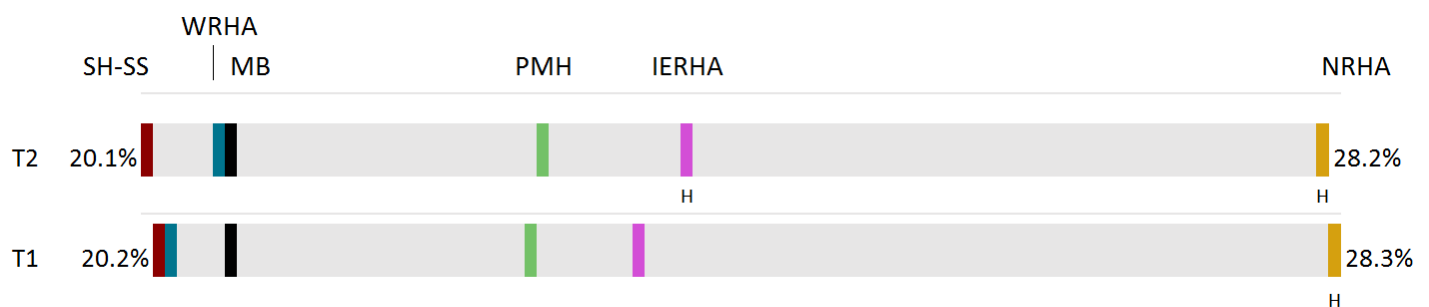 WRHA
SH-SS MB PMH IERHA NRHA
T2 20.1% 28.2%
H H
T1 20.2% 28.3%
H